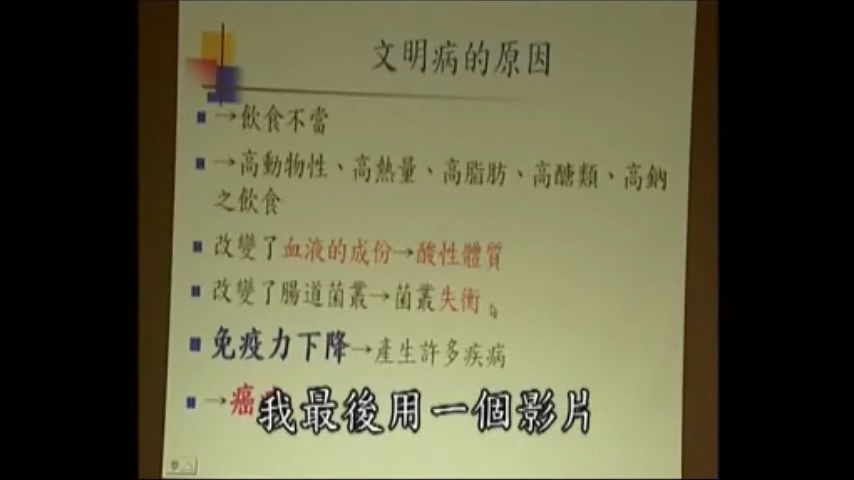 文明病的原因
→飲食不當
→高動物性、高熱量、高脂肪、高醣類、高鈉
之飲食
改變了血液的成份→酸性體質
改變了腸道菌叢→菌叢失衡
免疫力下降→產生許多疾病
→癌
我最後用一個影片